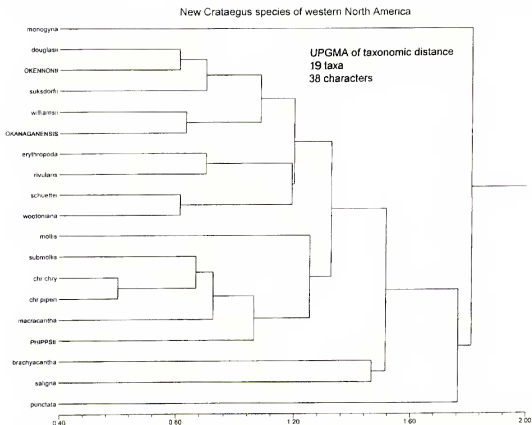 New Crataegus species of western North America
monogyna
douglasii
UPGMA of taxonomic distance
OKENNONII
19 taxa
38 characters
suksdorfii
williamsii
OKANAGANENSIS
erythropoda
rivularis
schuettei
wootoniana
mollis
submollis
chr chry
chr piperi
macracantha
PHIPPSII
brachyacantha
saligna
punctata
0.40 0.80 1.20 1.60 2.00